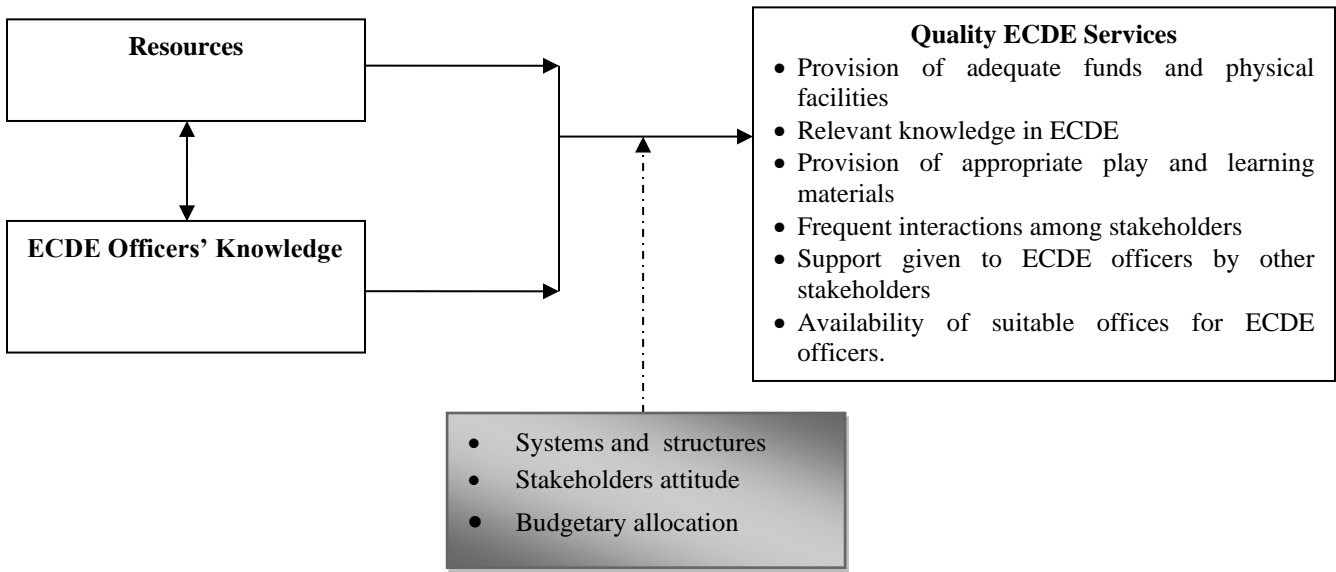 Resources
ECDE Officers’ Knowledge
Quality ECDE Services
• Provision of adequate funds and physical
facilities
• Relevant knowledge in ECDE
• Provision of appropriate play and learning
materials
• Frequent interactions among stakeholders
• Support given to ECDE officers by other
stakeholders
• Availability of suitable offices for ECDE
officers.
• Systems and structures
• Stakeholders attitude
• Budgetary allocation